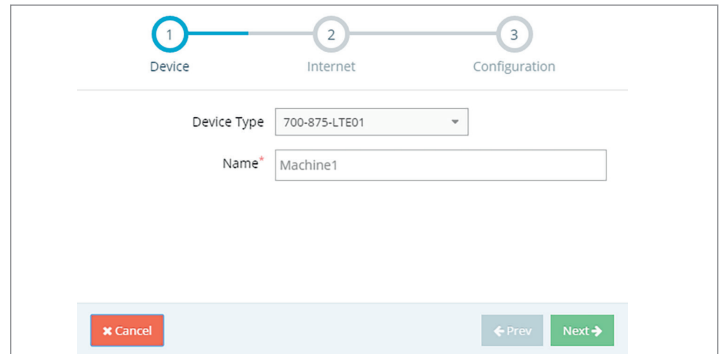 1 2 3
Device Internet Configuration
Device Type 700-875-LTE01
Name* Machine1
Cancel Prev Next